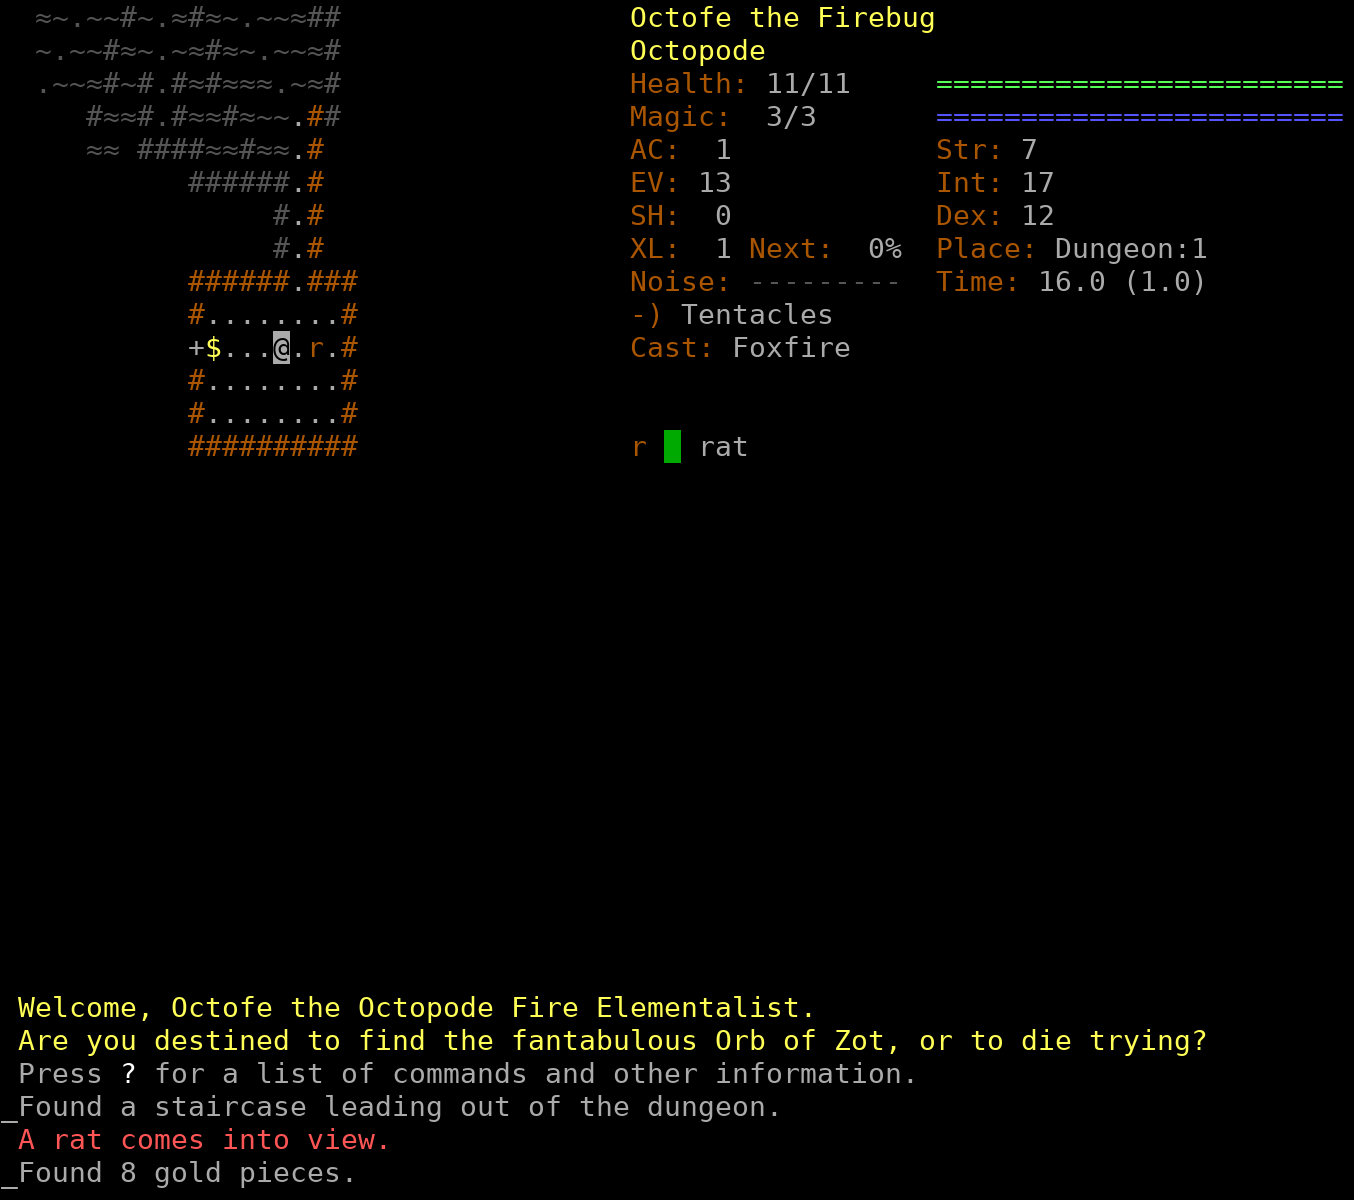 ≈~.~~#~.≈#≈~.~~≈## Octofe the Firebug
~.~~#≈~.~≈#≈~.~~≈# Octopode
.~~≈#~#.#≈#≈≈≈.~≈# Health: 11/11 ========================
#≈≈#.#≈≈#≈~~.## Magic: 3/3 ========================
≈≈ ####≈≈#≈≈.# AC: 1 Str: 7
######.# EV: 13 Int: 17
#.# SH: 0 Dex: 12
#.# XL: 1 Next: 0% Place: Dungeon:1
######.### Noise: --------- Time: 16.0 (1.0)
#........# -) Tentacles
+$...@.r.# Cast: Foxfire
#........#
#........#
########## r rat
Welcome, Octofe the Octopode Fire Elementalist.
Are you destined to find the fantabulous Orb of Zot, or to die trying?
Press ? for a list of commands and other information.
_Found a staircase leading out of the dungeon.
A rat comes into view.
_Found 8 gold pieces.